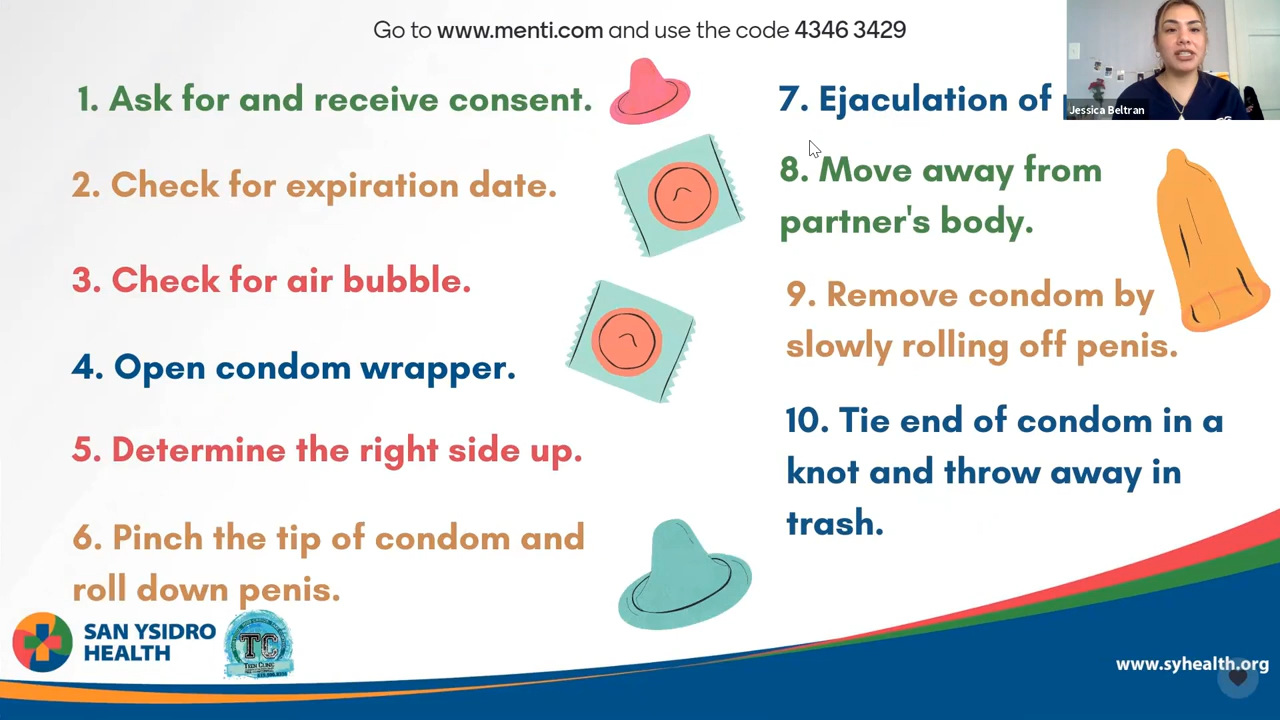 Go to www.menti.com and use the code 4346 3429
1. Ask for and receive consent.
2. Check for expiration date.
3. Check for air bubble.
4. Open condom wrapper.
5. Determine the right side up.
6. Pinch the tip of condom and
roll down penis.
7. Ejaculation of
8. Move away from
partner's body.
9. Remove condom by
slowly rolling off penis.
10. Tie end of condom in a
knot and throw away in
trash.
Jessica Beltran
SAN YSIDRO
HEALTH
TC
TEEN CLINIC
www.syhealth.org